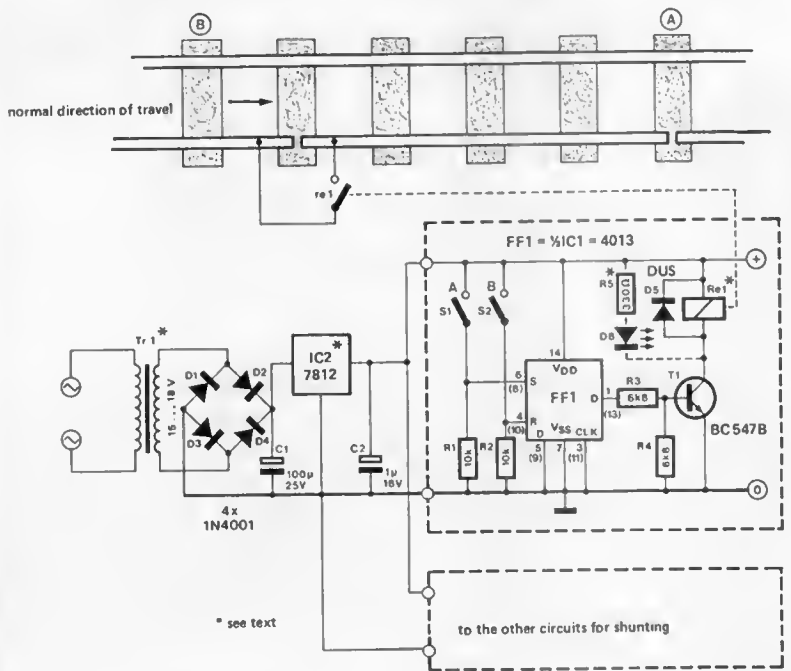 B
A
normal direction of travel
re1
FF1 = ½IC1 = 4013
+
A
B
*
R5
330Ω
DUS
D5
*
Re1
S1
S2
D6
14
VDD
Tr 1 *
15 ... 18 V
D1
D2
D3
D4
IC2 *
7812
6
(8)
S
FF1
D
1
(13)
R3
6k8
T1
BC547B
4
(10)
R
D
VSS
CLK
5
(9)
7
3
(11)
R1
10k
R2
10k
R4
6k8
C1
100µ
25V
C2
1µ
16V
0
4x
1N4001
* see text
to the other circuits for shunting